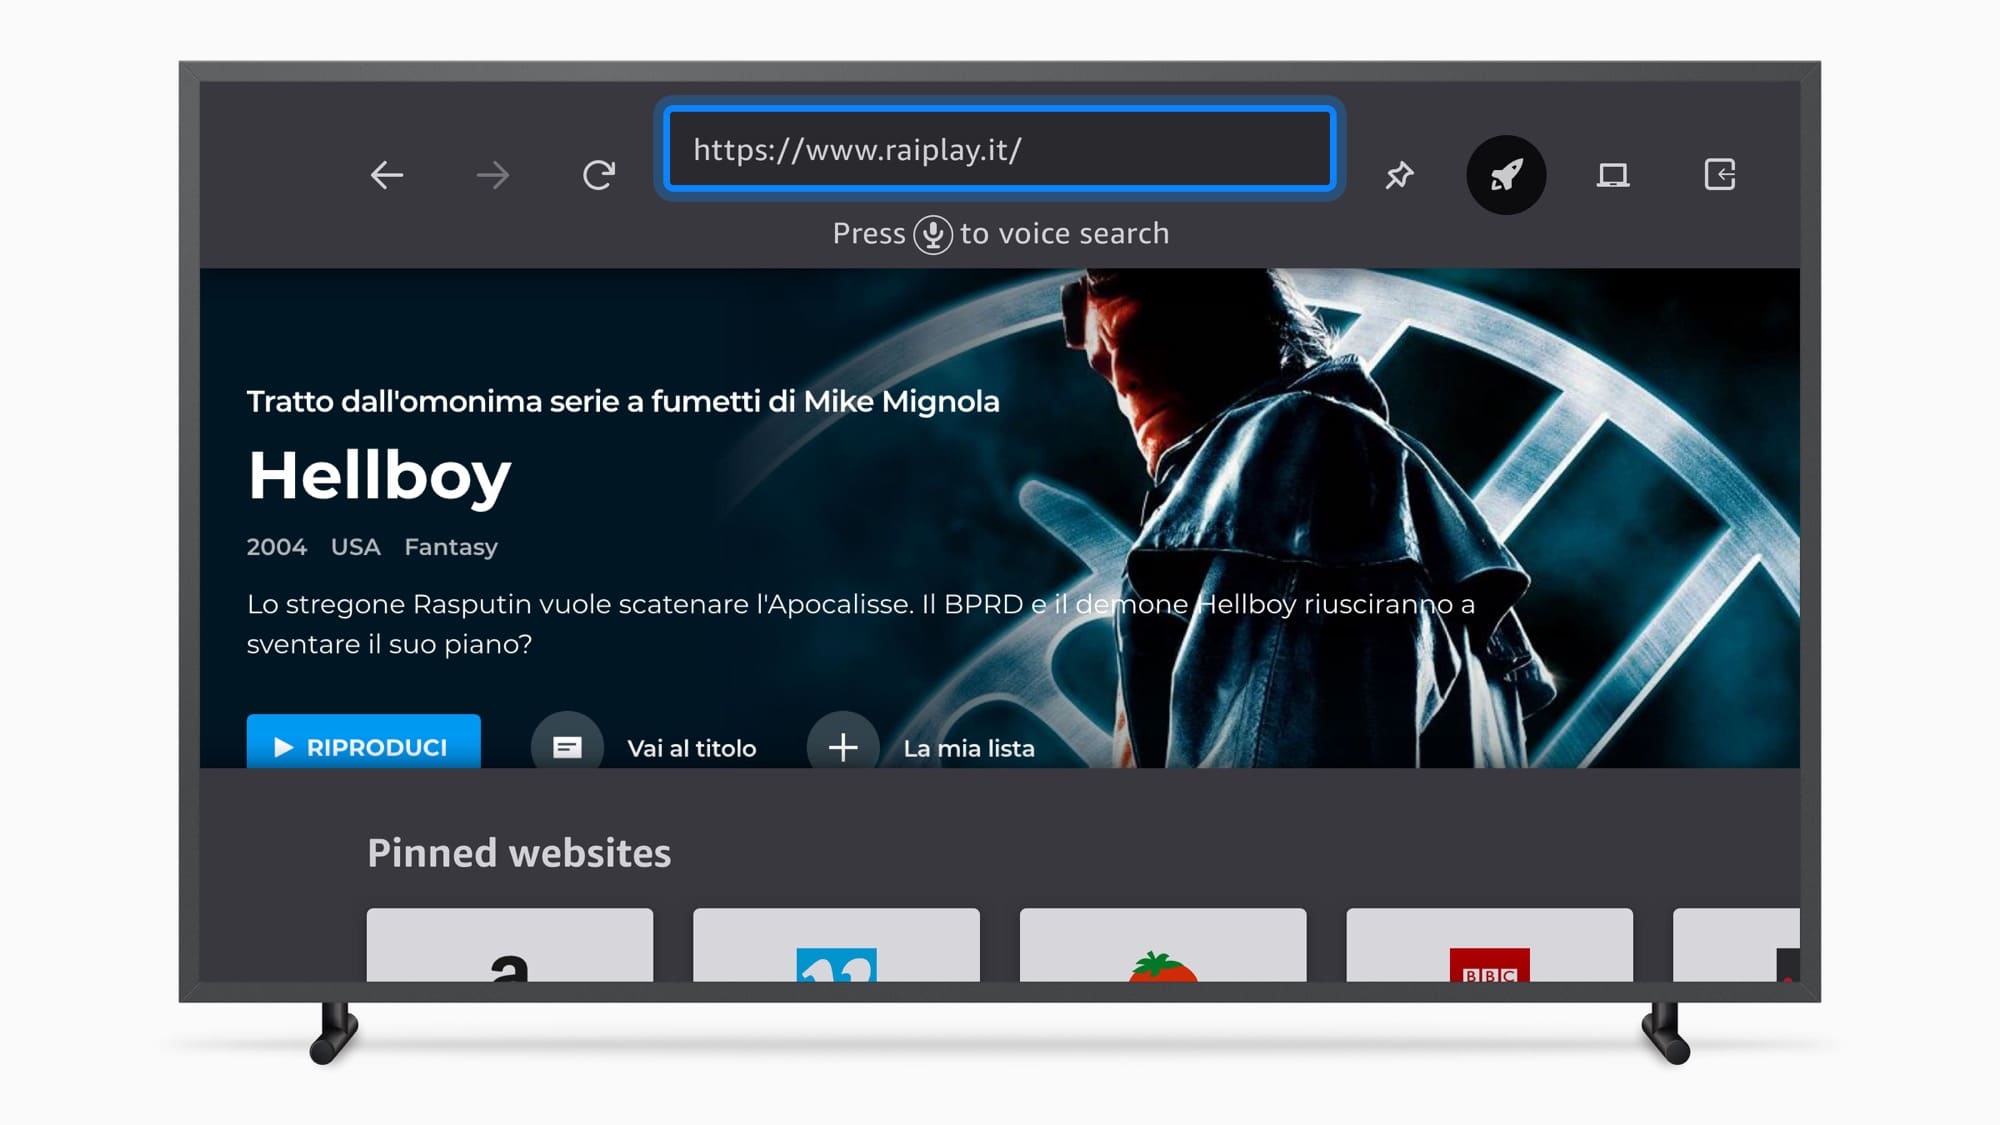 https://www.raiplay.it/
Press to voice search
Tratto dall'omonima serie a fumetti di Mike Mignola
Hellboy
2004 USA Fantasy
Lo stregone Rasputin vuole scatenare l'Apocalisse. Il BPRD e il demone Hellboy riusciranno a
sventare il suo piano?
RIPRODUCI
Vai al titolo
La mia lista
Pinned websites
a
BBC